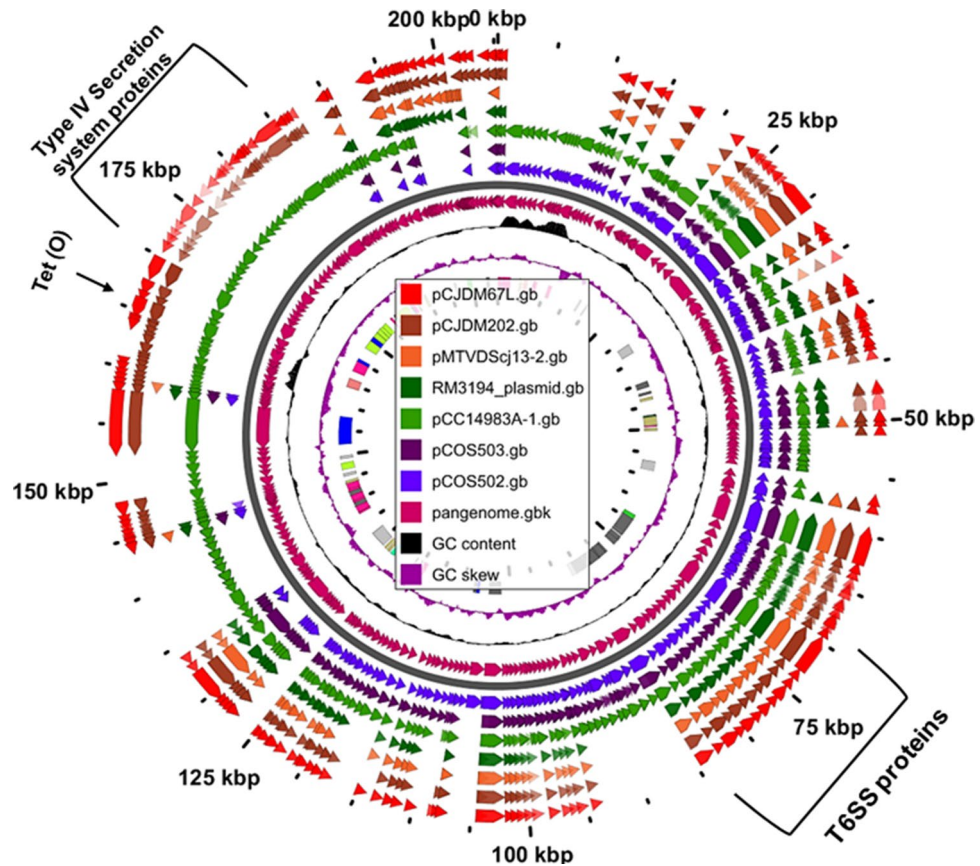 200 kbp
0 kbp
25 kbp
Type IV Secretion
system proteins
175 kbp
Tet (O)
pCJDM67L.gb
pCJDM202.gb
pMTVDScj13-2.gb
RM3194_plasmid.gb
pCC14983A-1.gb
pCOS503.gb
pCOS502.gb
pangenome.gbk
GC content
GC skew
50 kbp
150 kbp
75 kbp
T6SS proteins
125 kbp
100 kbp